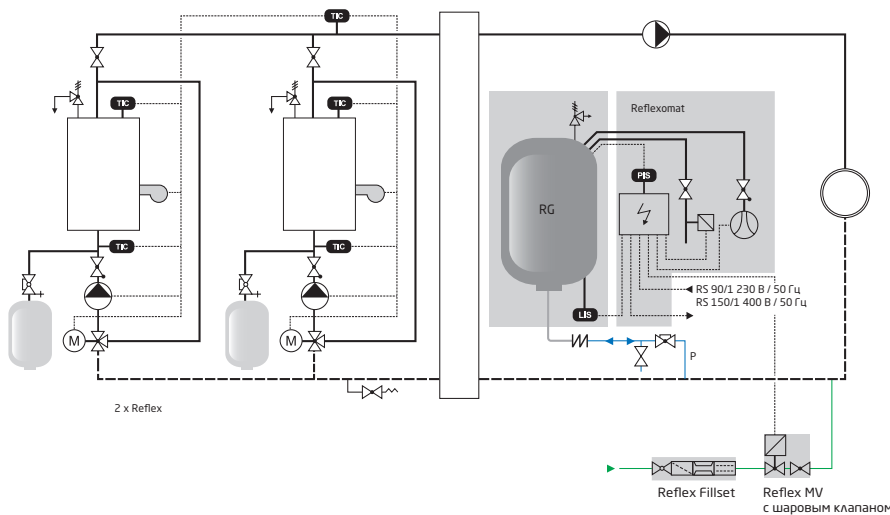 TIC
TIC
TIC
Reflexomat
PIS
RG
TIC
TIC
RS 90/1 230 В / 50 Гц
RS 150/1 400 В / 50 Гц
LIS
M
M
P
2 x Reflex
Reflex Fillset
Reflex MV
с шаровым клапаном